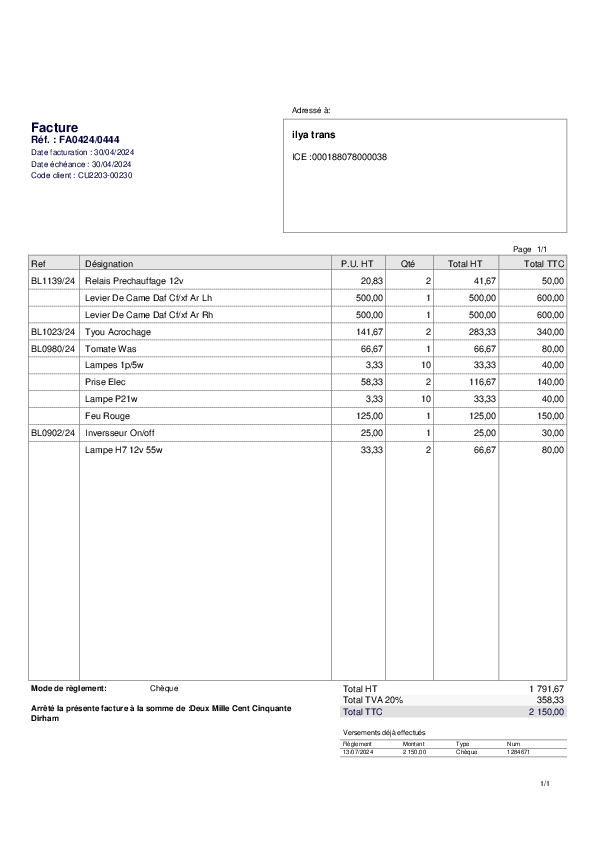 Adressé à:
Facture
Réf. : FA0424/0444
Date facturation : 30/04/2024
Date échéance : 30/04/2024
Code client : CU2203-00230
ilya trans
ICE :000188078000038
Page 1/1
Ref Désignation P.U. HT Qté Total HT Total TTC
BL1139/24 Relais Prechauffage 12v 20,83 2 41,67 50,00
Levier De Came Daf Cf/xf Ar Lh 500,00 1 500,00 600,00
Levier De Came Daf Cf/xf Ar Rh 500,00 1 500,00 600,00
BL1023/24 Tyou Acrochage 141,67 2 283,33 340,00
BL0980/24 Tomate Was 66,67 1 66,67 80,00
Lampes 1p/5w 3,33 10 33,33 40,00
Prise Elec 58,33 2 116,67 140,00
Lampe P21w 3,33 10 33,33 40,00
Feu Rouge 125,00 1 125,00 150,00
BL0902/24 Inversseur On/off 25,00 1 25,00 30,00
Lampe H7 12v 55w 33,33 2 66,67 80,00
Mode de règlement: Chèque
Arrêté la présente facture à la somme de :Deux Mille Cent Cinquante
Dirham
Total HT 1 791,67
Total TVA 20% 358,33
Total TTC 2 150,00
Versements déjà effectués
Règlement Montant Type Num
13/07/2024 2 150,00 Chèque 1284671
1/1